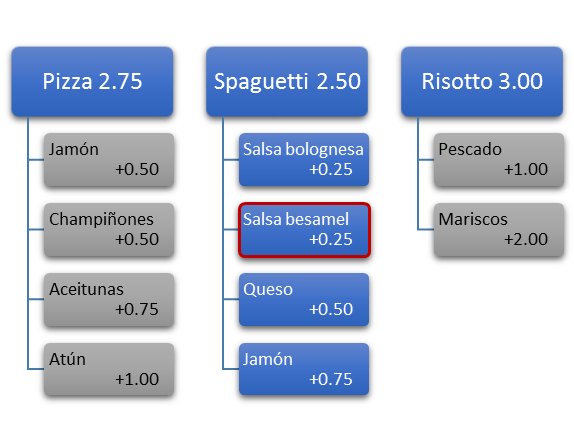 Pizza 2.75
Jamón
+0.50
Champiñones
+0.50
Aceitunas
+0.75
Atún
+1.00
Spaguetti 2.50
Salsa bolognesa
+0.25
Salsa besamel
+0.25
Queso
+0.50
Jamón
+0.75
Risotto 3.00
Pescado
+1.00
Mariscos
+2.00